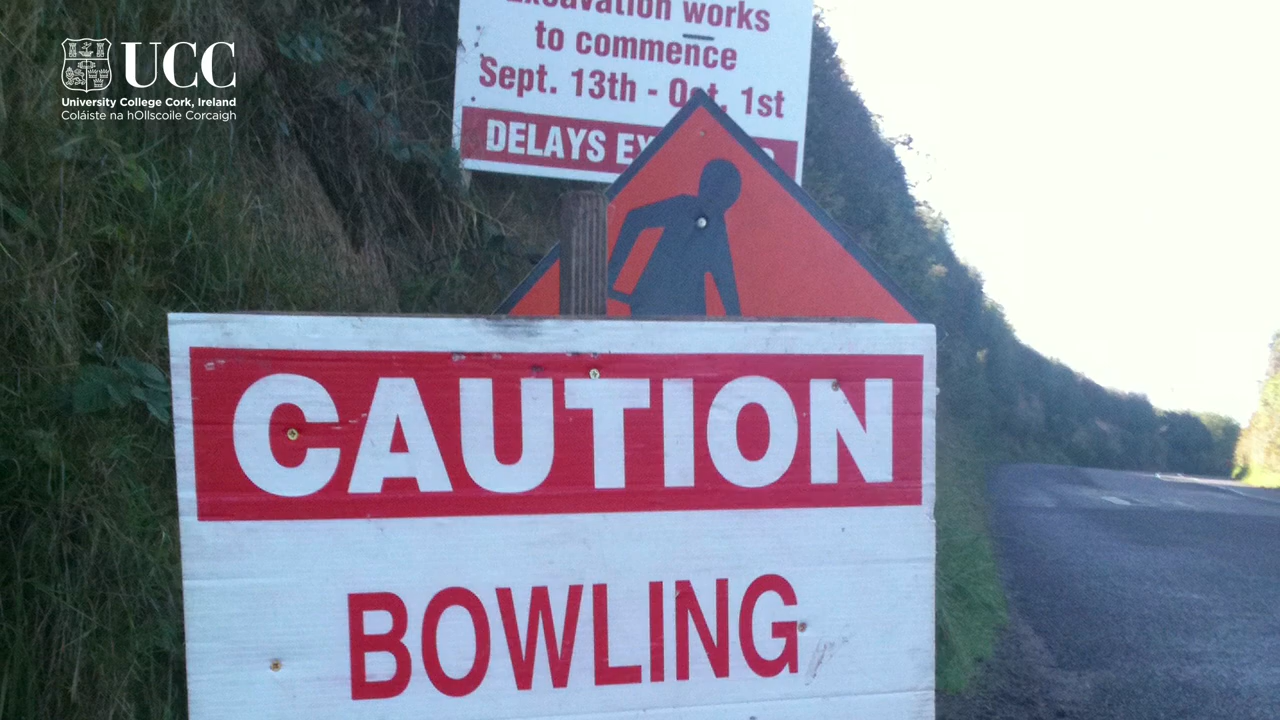 UCC
University College Cork, Ireland
Coláiste na hOllscoile Corcaigh
Excavation works
to commence
Sept. 13th - Oct. 1st
DELAYS
CAUTION
BOWLING